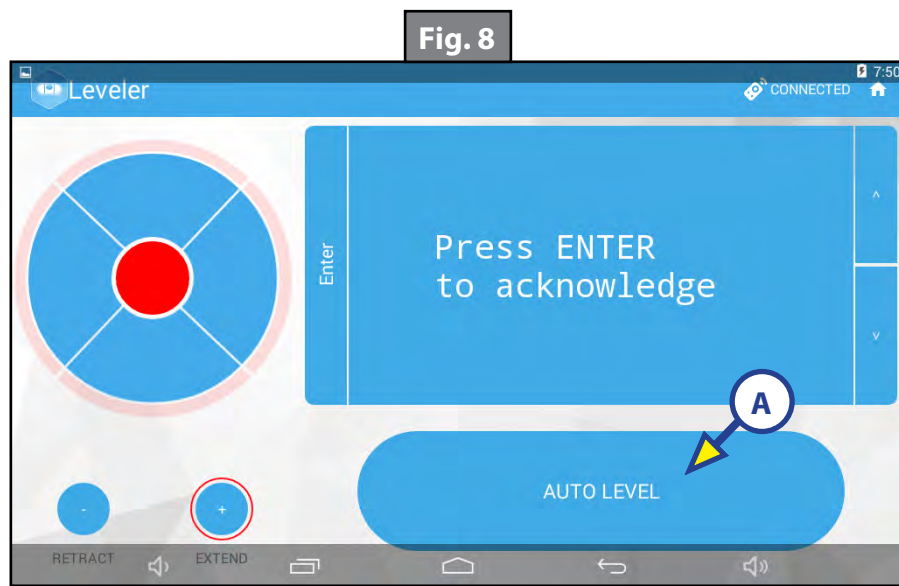 Fig. 8
7:50
Leveler
CONNECTED
Enter
Press ENTER
to acknowledge
^
v
A
AUTO LEVEL
-
+
RETRACT
EXTEND